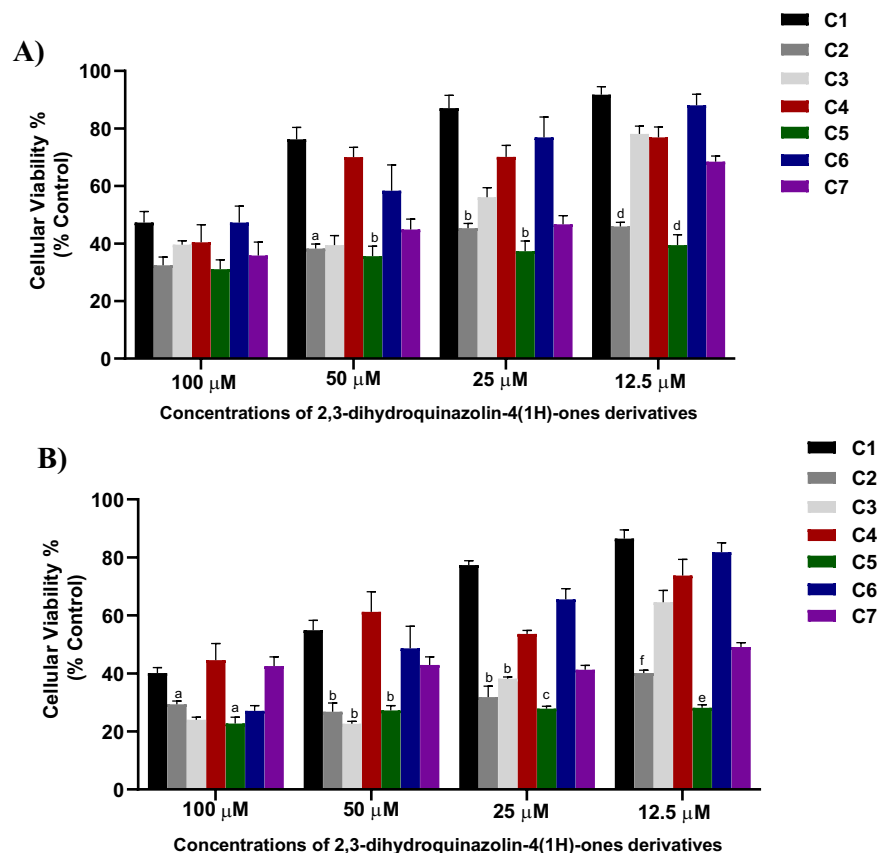 A)
C1
C2
C3
C4
C5
C6
C7
Cellular Viability %
(% Control)
100
80
60
40
20
0
a
b
b
b
d
d
100 μM
50 μM
25 μM
12.5 μM
Concentrations of 2,3-dihydroquinazolin-4(1H)-ones derivatives
B)
C1
C2
C3
C4
C5
C6
C7
Cellular Viability %
(% Control)
100
80
60
40
20
0
a
a
b
b
b
b
b
c
f
e
100 μM
50 μM
25 μM
12.5 μM
Concentrations of 2,3-dihydroquinazolin-4(1H)-ones derivatives